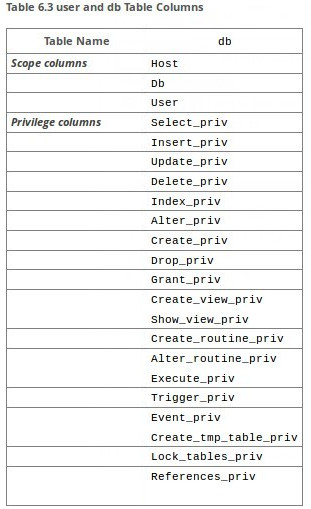 Table 6.3 user and db Table Columns
Table Name db
Scope columns Host
Db
User
Privilege columns Select_priv
Insert_priv
Update_priv
Delete_priv
Index_priv
Alter_priv
Create_priv
Drop_priv
Grant_priv
Create_view_priv
Show_view_priv
Create_routine_priv
Alter_routine_priv
Execute_priv
Trigger_priv
Event_priv
Create_tmp_table_priv
Lock_tables_priv
References_priv